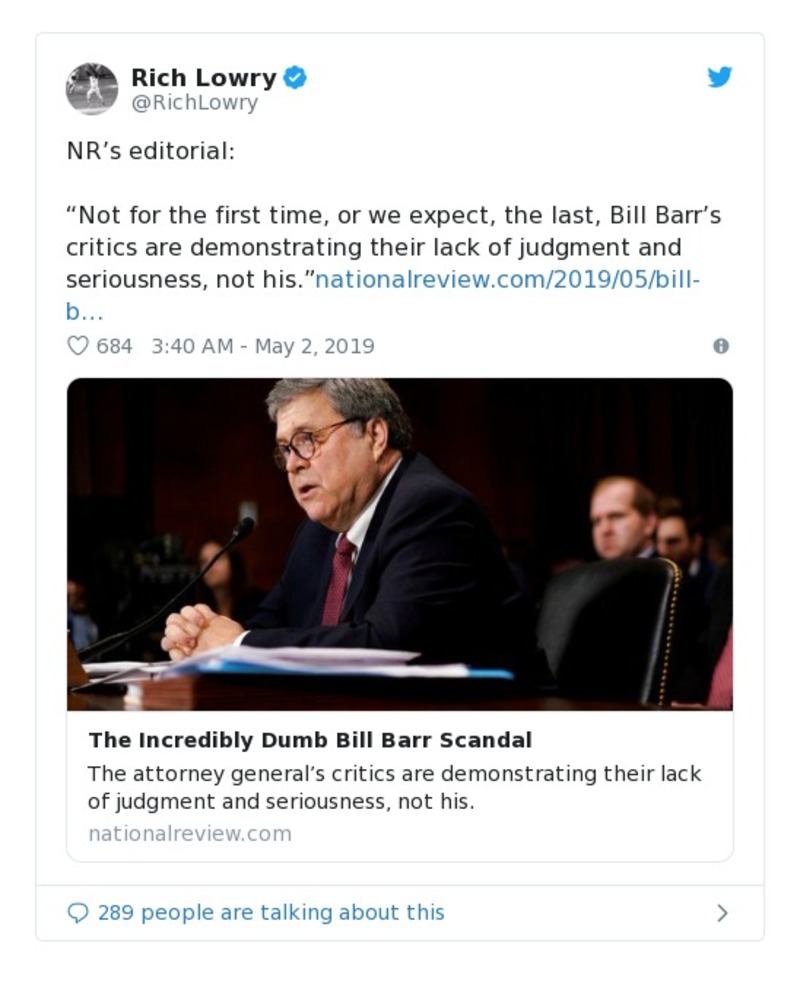 Rich Lowry
@RichLowry
NR’s editorial:
“Not for the first time, or we expect, the last, Bill Barr’s
critics are demonstrating their lack of judgment and
seriousness, not his.”nationalreview.com/2019/05/bill-
b…
684 3:40 AM - May 2, 2019
The Incredibly Dumb Bill Barr Scandal
The attorney general’s critics are demonstrating their lack
of judgment and seriousness, not his.
nationalreview.com
289 people are talking about this